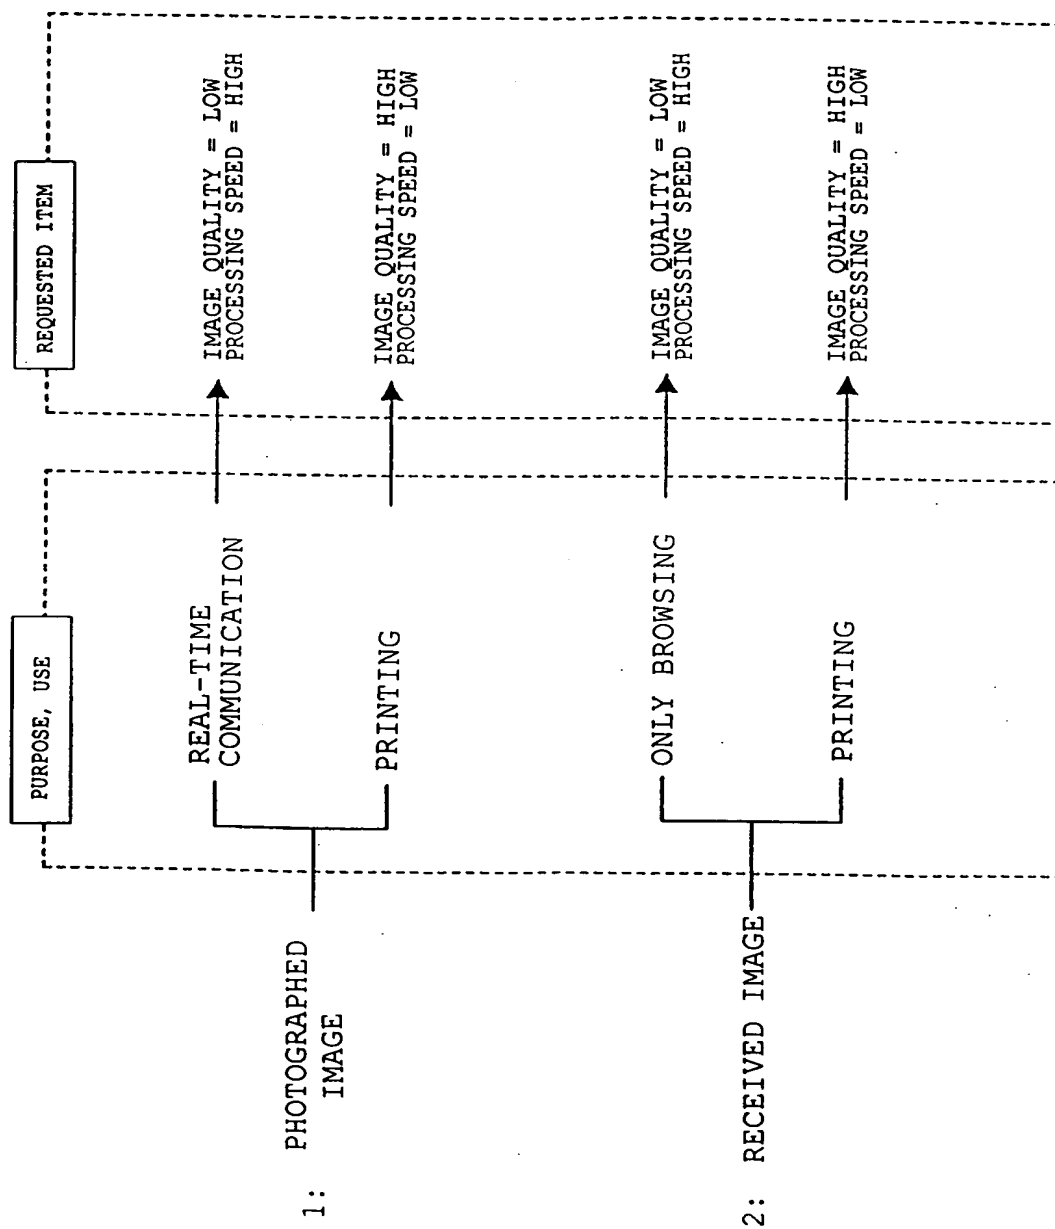 PURPOSE, USE
REQUESTED ITEM
1:
PHOTOGRAPHED
IMAGE
REAL-TIME
COMMUNICATION
IMAGE QUALITY = LOW
PROCESSING SPEED = HIGH
PRINTING
IMAGE QUALITY = HIGH
PROCESSING SPEED = LOW
2:
RECEIVED IMAGE
ONLY BROWSING
IMAGE QUALITY = LOW
PROCESSING SPEED = HIGH
PRINTING
IMAGE QUALITY = HIGH
PROCESSING SPEED = LOW